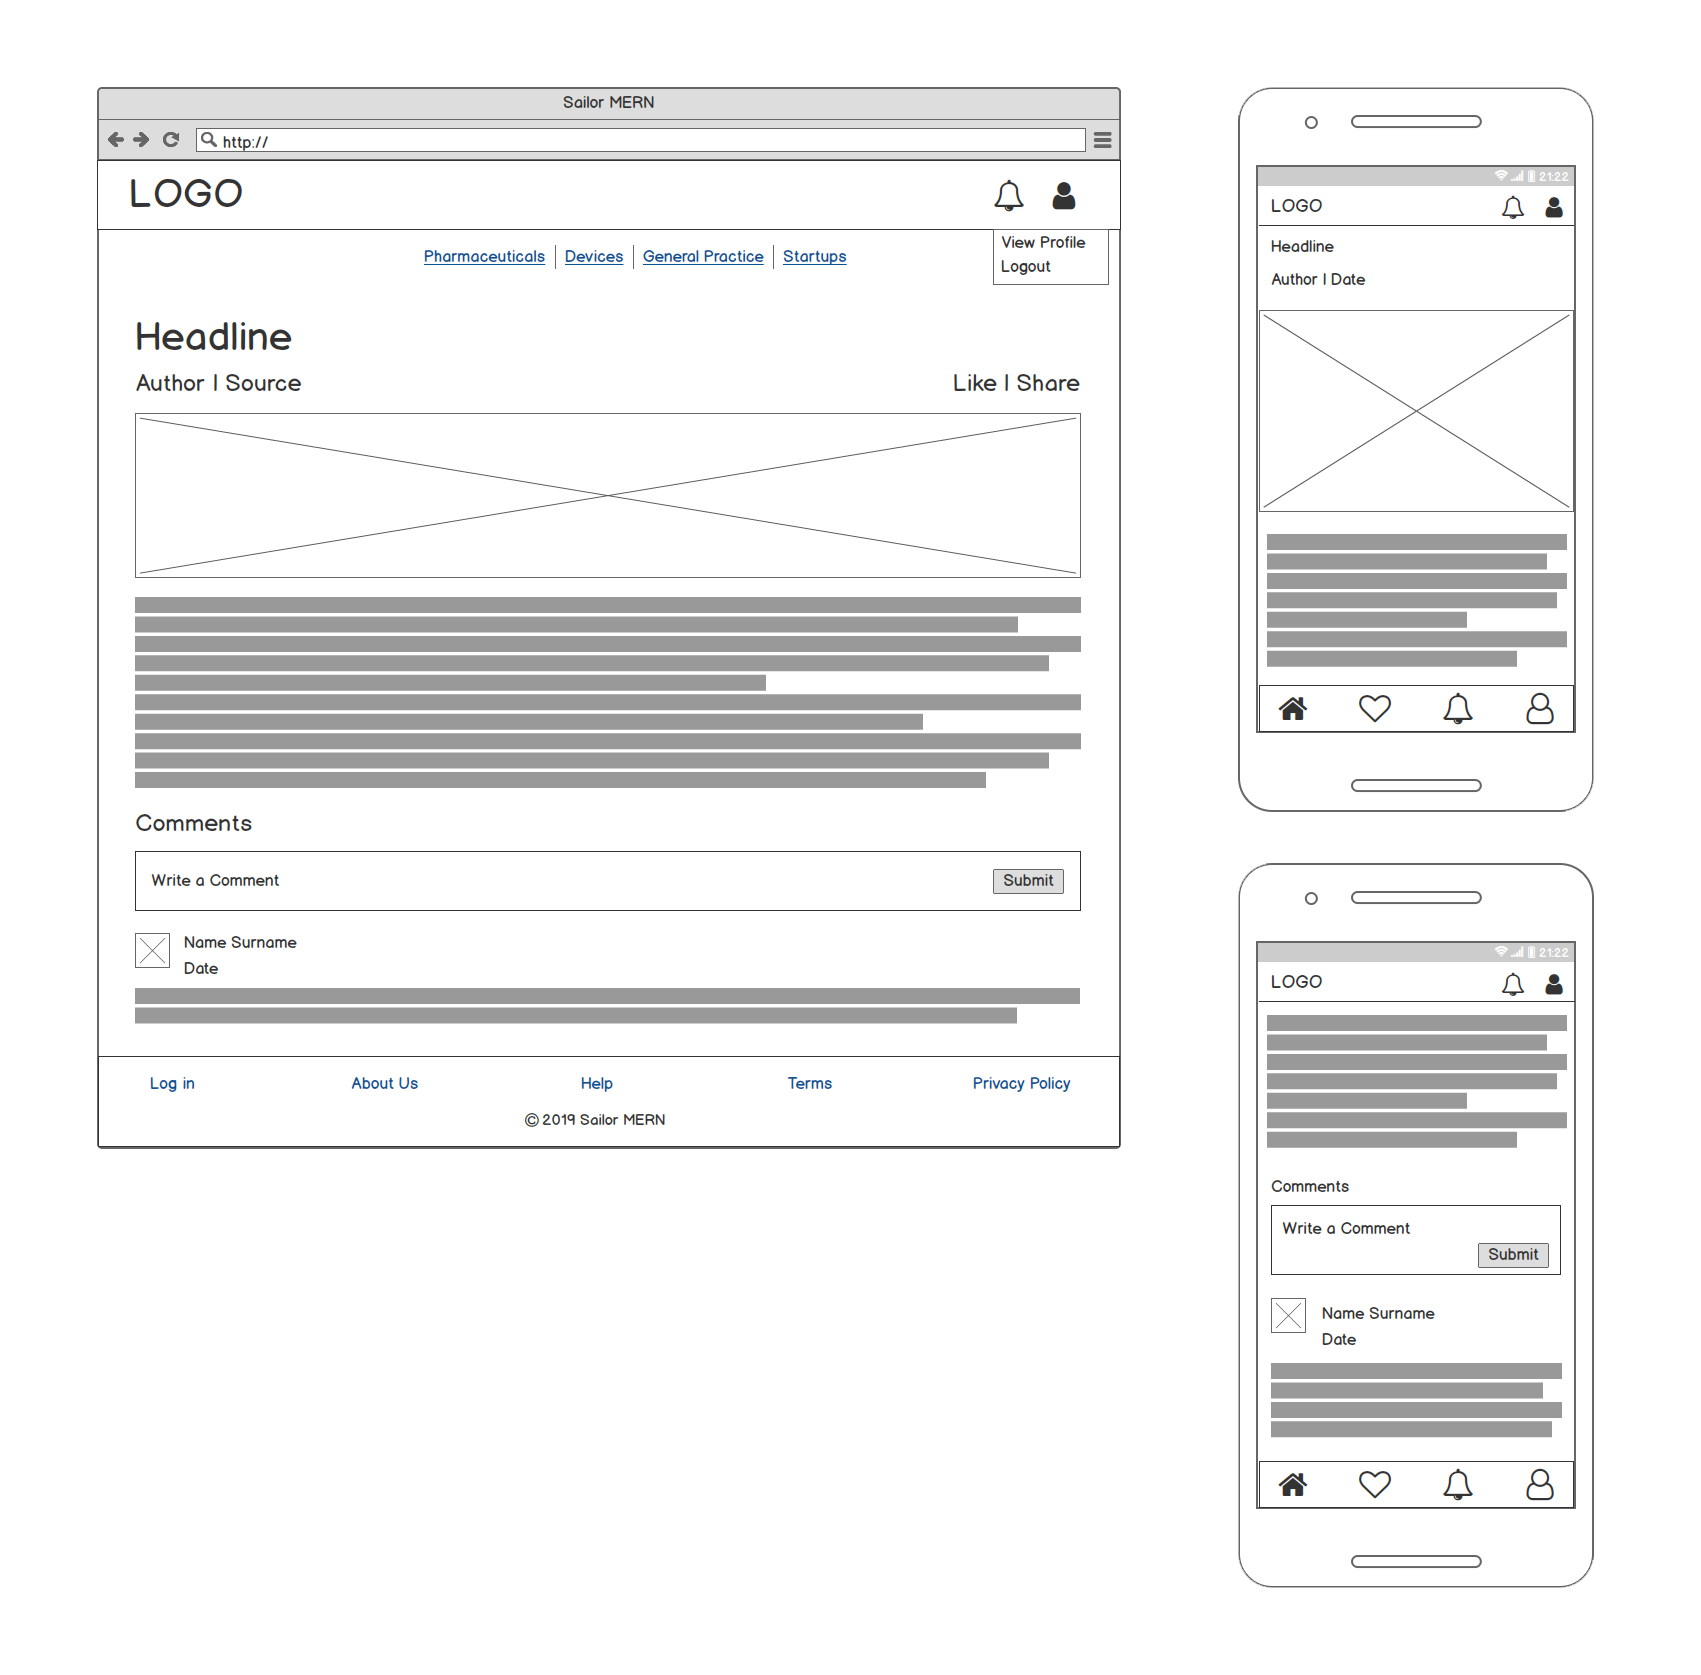 Sailor MERN
http://
LOGO
View Profile
Logout
Pharmaceuticals | Devices | General Practice | Startups
Headline
Author | Source
Like | Share
Comments
Write a Comment
Submit
Name Surname
Date
Log in
About Us
Help
Terms
Privacy Policy
© 2019 Sailor MERN
21:22
LOGO
Headline
Author | Date
21:22
LOGO
Comments
Write a Comment
Submit
Name Surname
Date